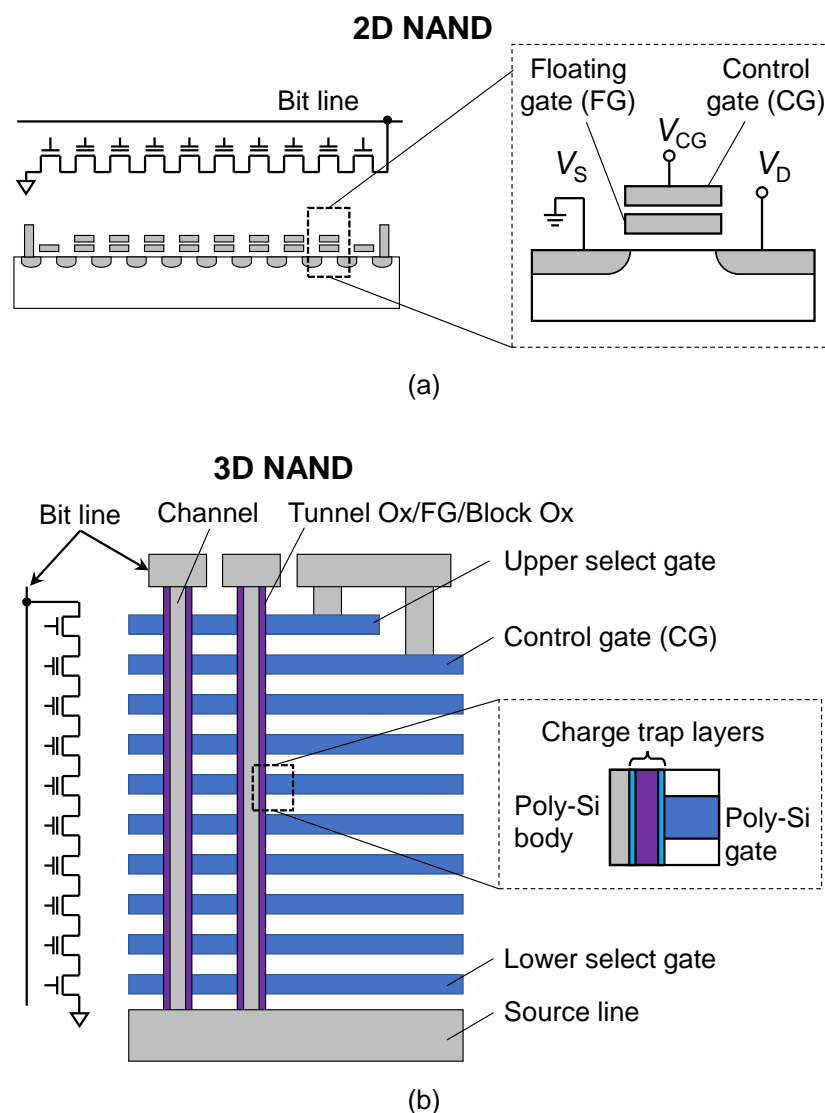 2D NAND
Bit line
Floating
gate (FG)
Control
gate (CG)
VCG
VS
VD
(a)
3D NAND
Bit line
Channel
Tunnel Ox/FG/Block Ox
Upper select gate
Control gate (CG)
Charge trap layers
Poly-Si
body
Poly-Si
gate
Lower select gate
Source line
(b)